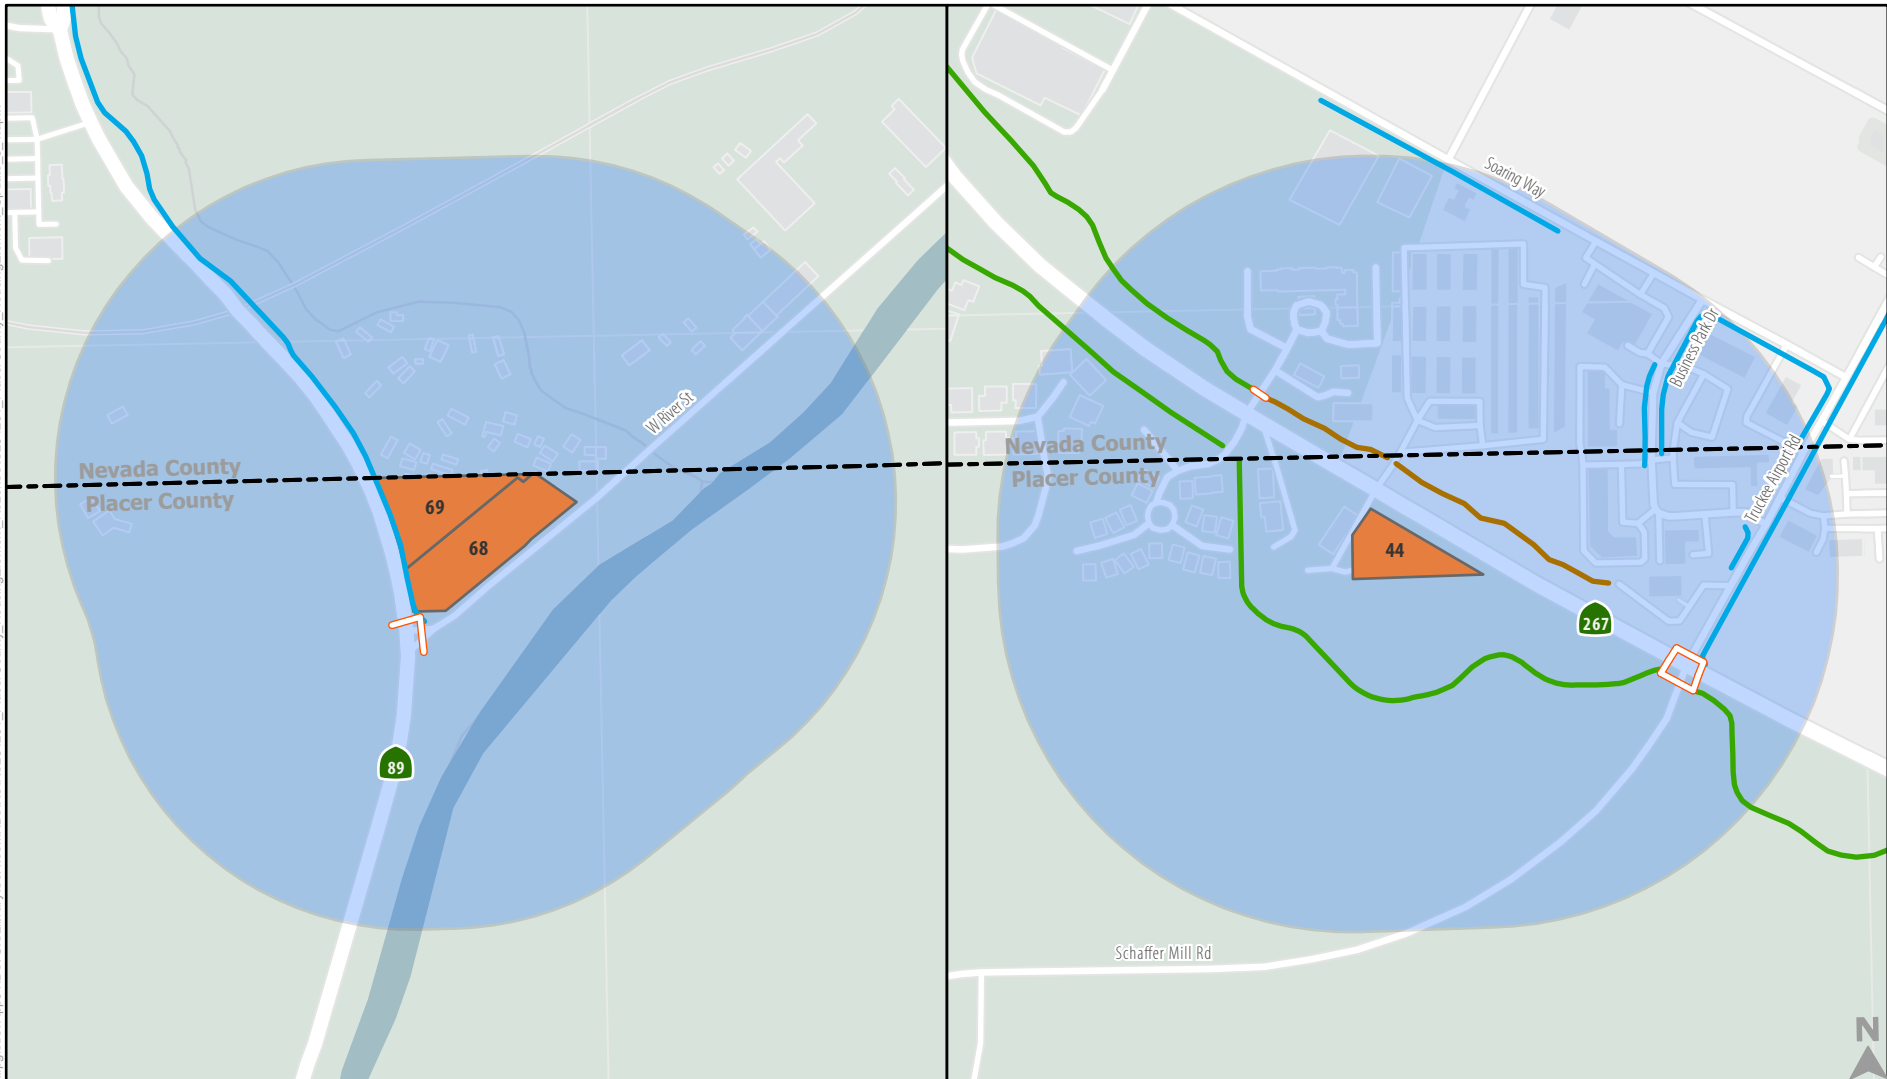 Nevada County
Placer County
69
68
W River St
89
Soaring Way
Business Park Dr
Nevada County
Placer County
Truckee Airport Rd
44
267
Schaffer Mill Rd
N